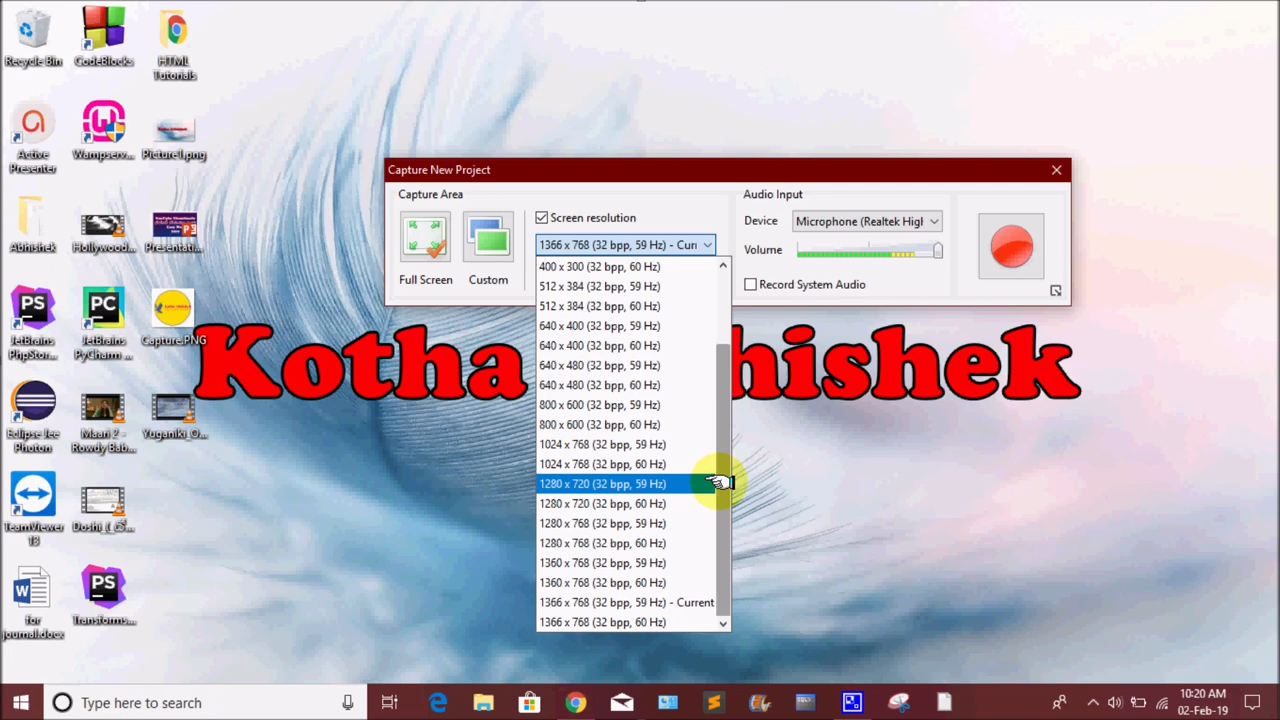 Recycle Bin
CodeBlocks
HTML
Tutorials
Active
Presenter
Wampserv...
Picture1.png
Abhishek
Hollywood...
Presentati...
JetBrains
PhpStor...
JetBrains
PyCharm ...
Capture.PNG
Eclipse Jee
Photon
Maari 2 -
Rowdy Bab...
Yuganiki_O...
TeamViewer
13
for
journal.docx
Transforms...
Capture New Project
Capture Area
Full Screen
Custom
Screen resolution
1366 x 768 (32 bpp, 59 Hz) - Curr
400 x 300 (32 bpp, 60 Hz)
512 x 384 (32 bpp, 59 Hz)
512 x 384 (32 bpp, 60 Hz)
640 x 400 (32 bpp, 59 Hz)
640 x 400 (32 bpp, 60 Hz)
640 x 480 (32 bpp, 59 Hz)
640 x 480 (32 bpp, 60 Hz)
800 x 600 (32 bpp, 59 Hz)
800 x 600 (32 bpp, 60 Hz)
1024 x 768 (32 bpp, 59 Hz)
1024 x 768 (32 bpp, 60 Hz)
1280 x 720 (32 bpp, 59 Hz)
1280 x 720 (32 bpp, 60 Hz)
1280 x 768 (32 bpp, 59 Hz)
1280 x 768 (32 bpp, 60 Hz)
1360 x 768 (32 bpp, 59 Hz)
1360 x 768 (32 bpp, 60 Hz)
1366 x 768 (32 bpp, 59 Hz) - Current
1366 x 768 (32 bpp, 60 Hz)
Audio Input
Device
Microphone (Realtek High
Volume
Record System Audio
Kotha hishek
Type here to search
10:20 AM
02-Feb-19